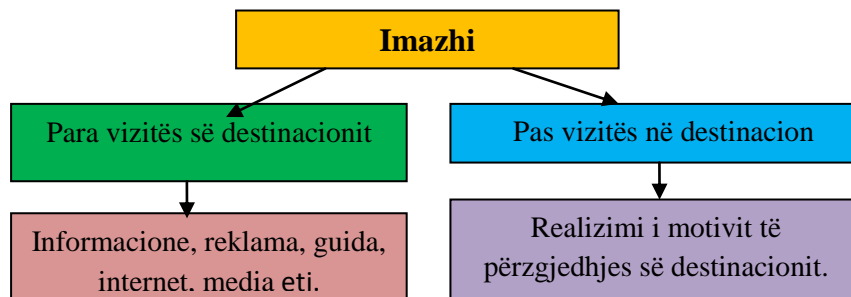 Imazhi
Para vizitës së destinacionit
Pas vizitës në destinacion
Informacione, reklama, guida,
internet, media etj.
Realizimi i motivit të
përzgjedhjes së destinacionit.